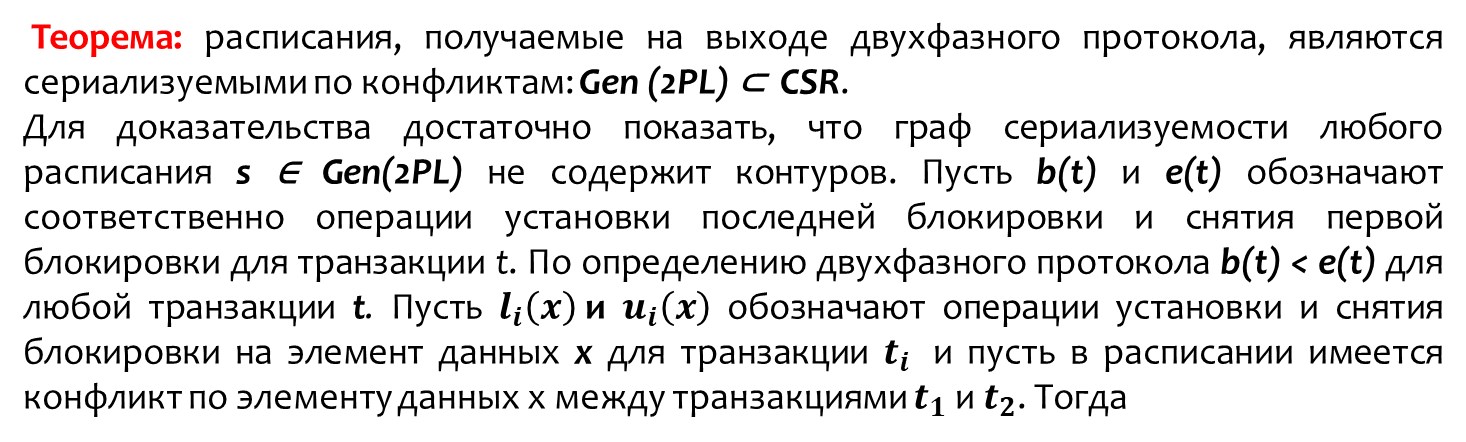 Теорема: расписания, получаемые на выходе двухфазного протокола, являются
сериализуемыми по конфликтам: Gen (2PL) ⊂ CSR.
Для доказательства достаточно показать, что граф сериализуемости любого
расписания s ∈ Gen(2PL) не содержит контуров. Пусть b(t) и e(t) обозначают
соответственно операции установки последней блокировки и снятия первой
блокировки для транзакции t. По определению двухфазного протокола b(t) < e(t) для
любой транзакции t. Пусть lᵢ(x) и uᵢ(x) обозначают операции установки и снятия
блокировки на элемент данных x для транзакции tᵢ и пусть в расписании имеется
конфликт по элементу данных x между транзакциями t₁ и t₂. Тогда